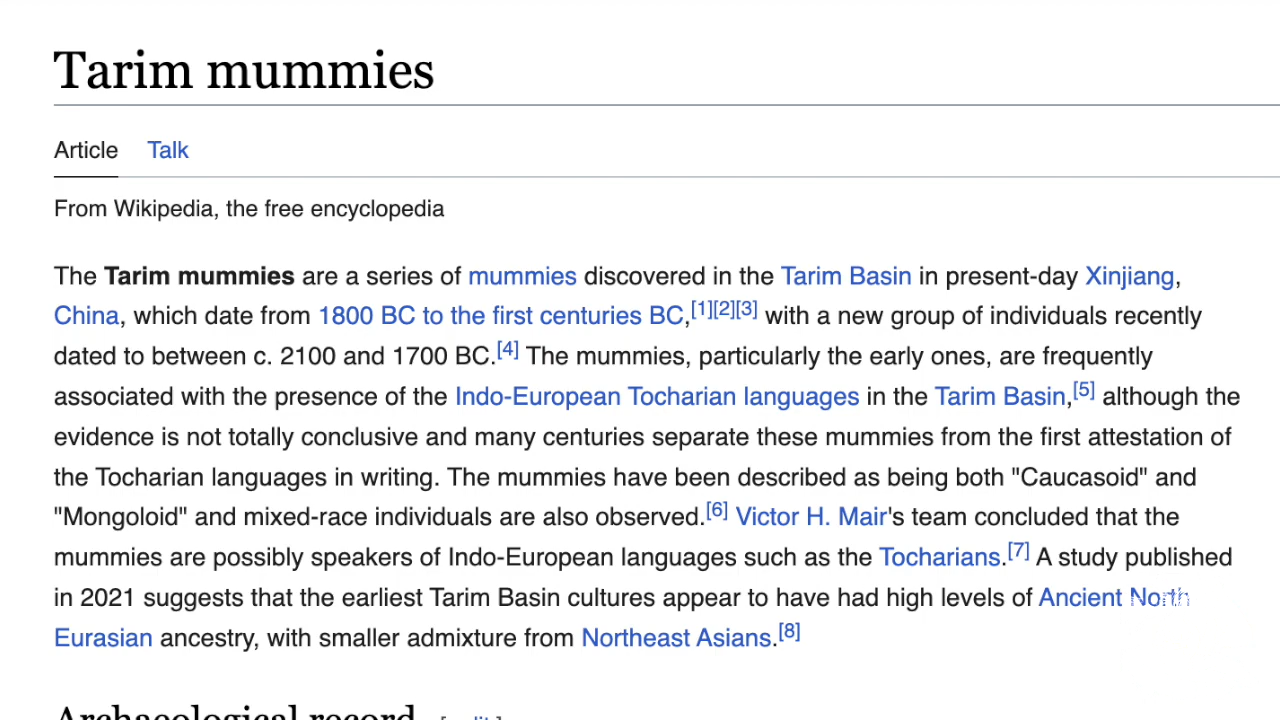 Tarim mummies
Article Talk
From Wikipedia, the free encyclopedia
The Tarim mummies are a series of mummies discovered in the Tarim Basin in present-day Xinjiang,
China, which date from 1800 BC to the first centuries BC,[1][2][3] with a new group of individuals recently
dated to between c. 2100 and 1700 BC.[4] The mummies, particularly the early ones, are frequently
associated with the presence of the Indo-European Tocharian languages in the Tarim Basin,[5] although the
evidence is not totally conclusive and many centuries separate these mummies from the first attestation of
the Tocharian languages in writing. The mummies have been described as being both "Caucasoid" and
"Mongoloid" and mixed-race individuals are also observed.[6] Victor H. Mair's team concluded that the
mummies are possibly speakers of Indo-European languages such as the Tocharians.[7] A study published
in 2021 suggests that the earliest Tarim Basin cultures appear to have had high levels of Ancient North
Eurasian ancestry, with smaller admixture from Northeast Asians.[8]
Archaeological record [edit]